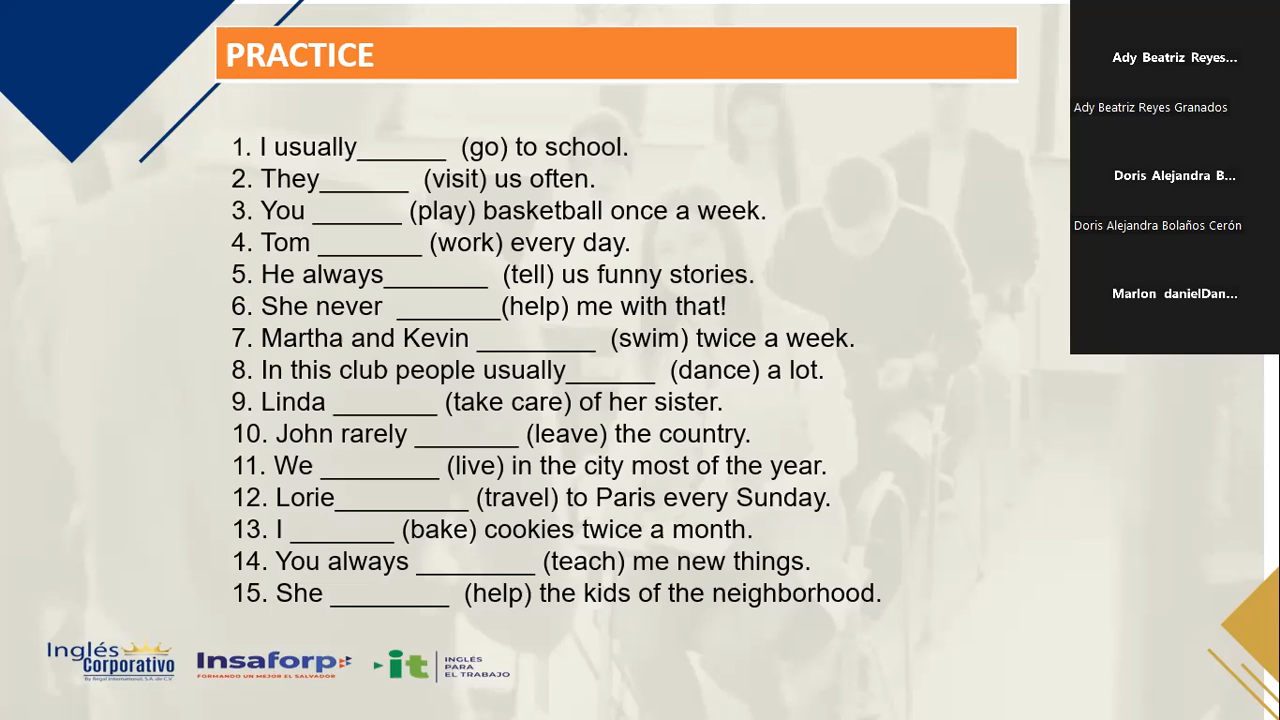 PRACTICE
1. I usually______ (go) to school.
2. They______ (visit) us often.
3. You ______ (play) basketball once a week.
4. Tom _______ (work) every day.
5. He always_______ (tell) us funny stories.
6. She never _______(help) me with that!
7. Martha and Kevin ________ (swim) twice a week.
8. In this club people usually______ (dance) a lot.
9. Linda _______ (take care) of her sister.
10. John rarely _______ (leave) the country.
11. We ________ (live) in the city most of the year.
12. Lorie_________ (travel) to Paris every Sunday.
13. I _______ (bake) cookies twice a month.
14. You always ________ (teach) me new things.
15. She ________ (help) the kids of the neighborhood.
Ady Beatriz Reyes...
Ady Beatriz Reyes Granados
Doris Alejandra B...
Doris Alejandra Bolaños Cerón
Marlon danielDan...
Inglés
Corporativo
By Regal International, S.A. de C.V.
Insaforp
FORMANDO UN MEJOR EL SALVADOR
it
INGLÉS
PARA
EL TRABAJO